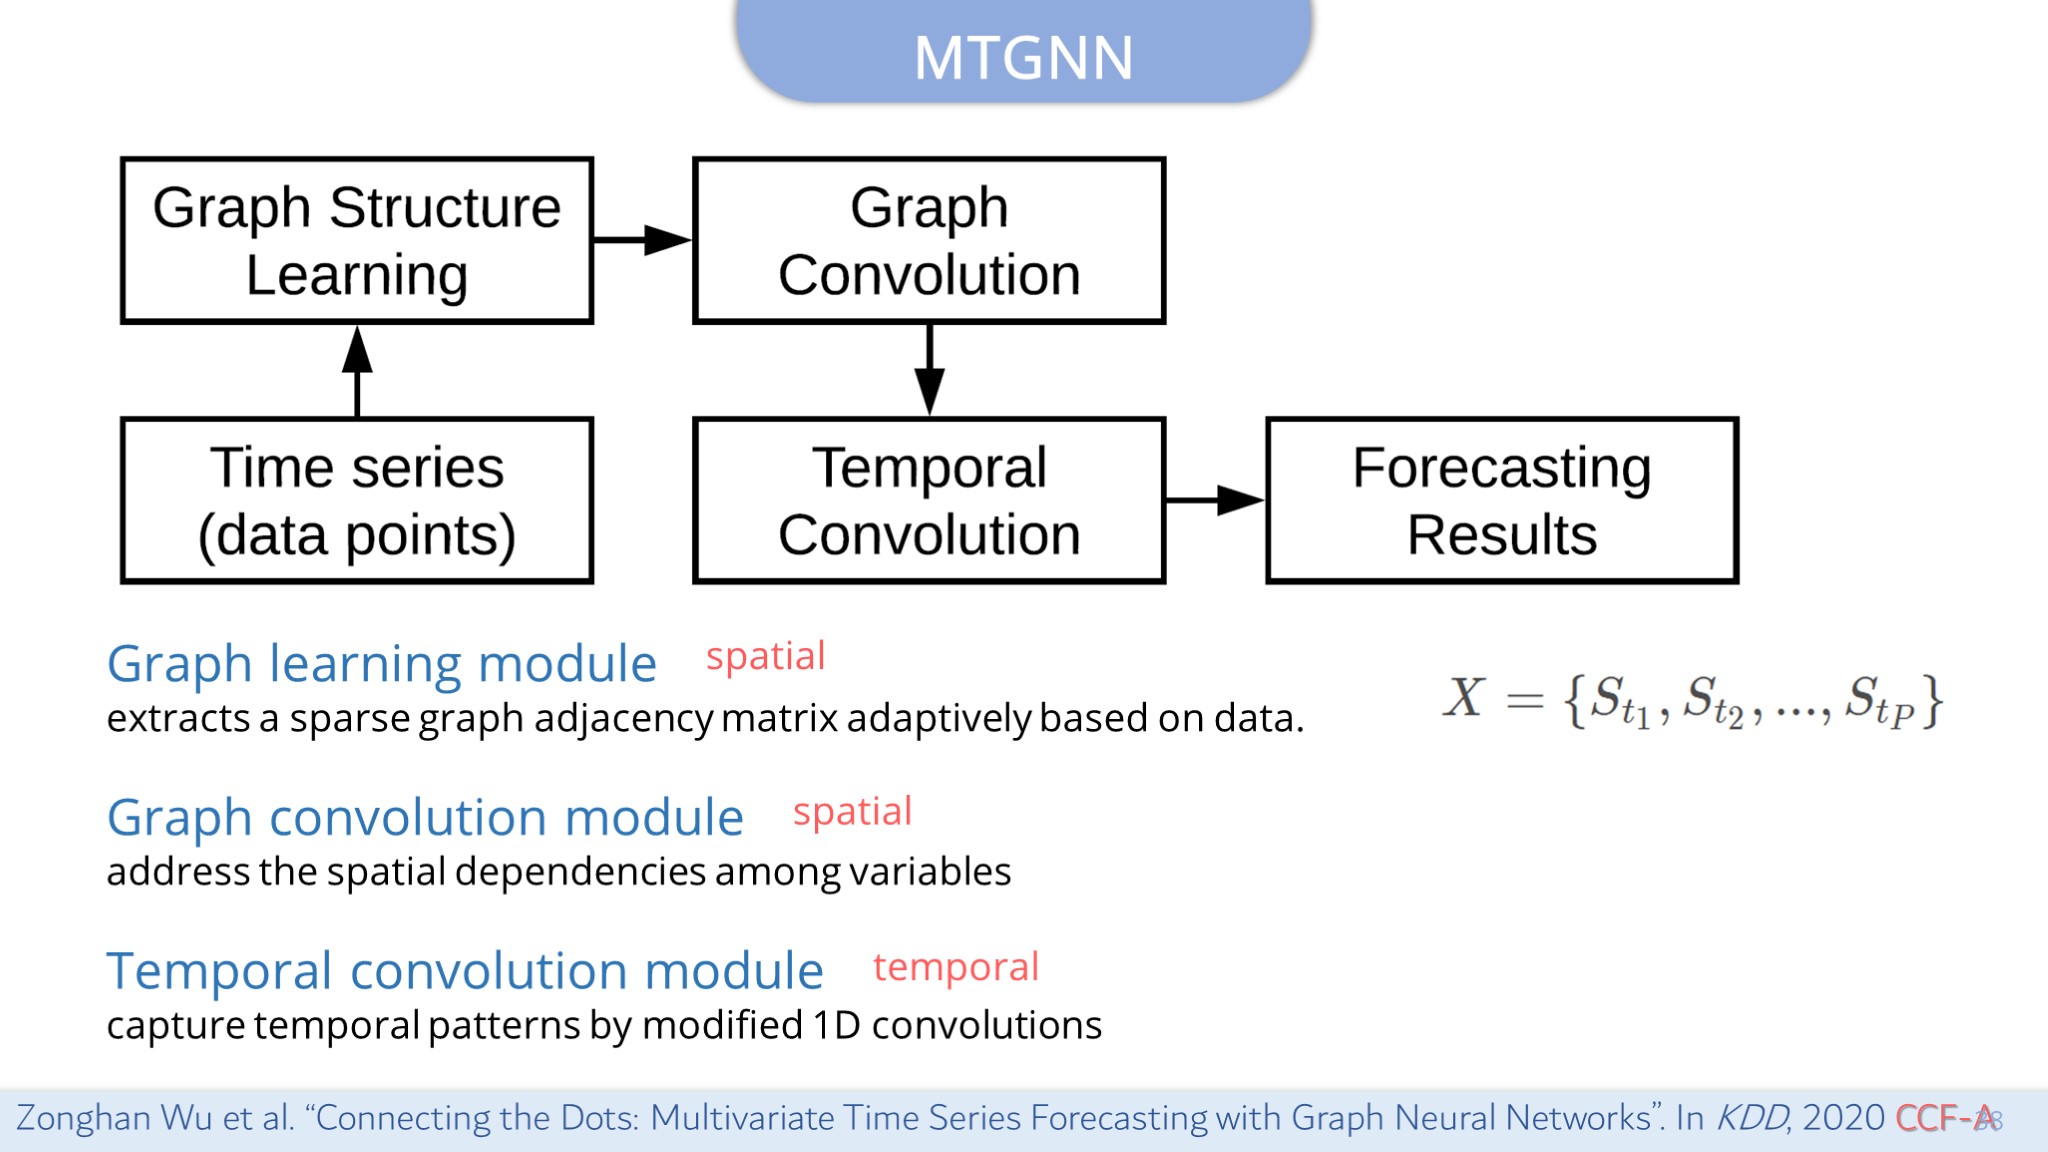 MTGNN
Graph Structure
Learning
Graph
Convolution
Time series
(data points)
Temporal
Convolution
Forecasting
Results
Graph learning module spatial
extracts a sparse graph adjacency matrix adaptively based on data.
X = {S_{t_1}, S_{t_2}, ..., S_{t_P}}
Graph convolution module spatial
address the spatial dependencies among variables
Temporal convolution module temporal
capture temporal patterns by modified 1D convolutions
Zonghan Wu et al. “Connecting the Dots: Multivariate Time Series Forecasting with Graph Neural Networks”. In KDD, 2020 CCF-A
38